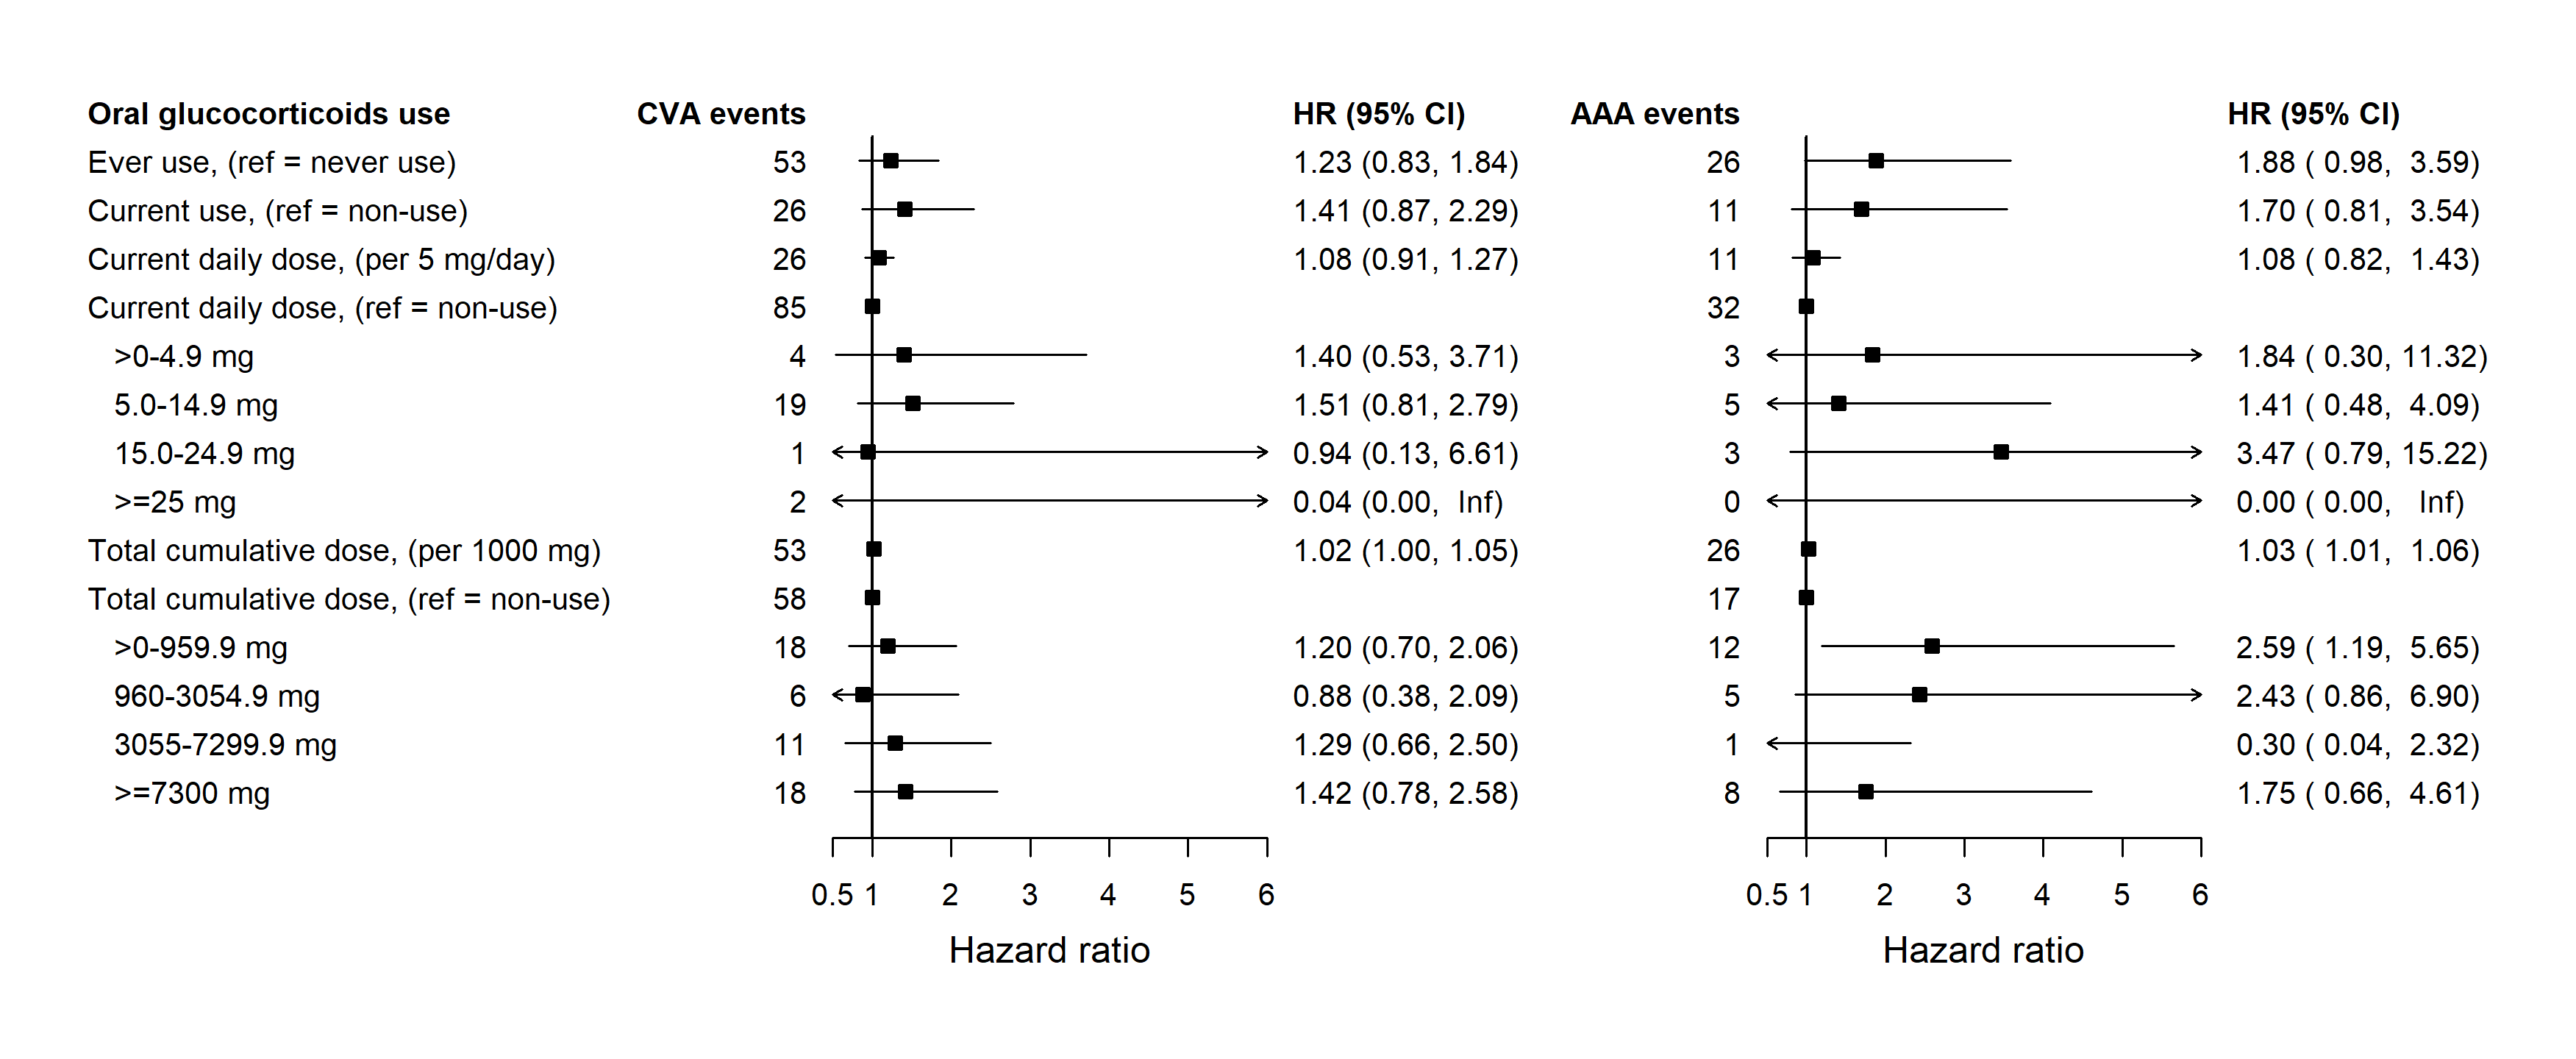 Oral glucocorticoids use CVA events HR (95% CI) AAA events HR (95% CI)
Ever use, (ref = never use) 53 1.23 (0.83, 1.84) 26 1.88 ( 0.98, 3.59)
Current use, (ref = non-use) 26 1.41 (0.87, 2.29) 11 1.70 ( 0.81, 3.54)
Current daily dose, (per 5 mg/day) 26 1.08 (0.91, 1.27) 11 1.08 ( 0.82, 1.43)
Current daily dose, (ref = non-use) 85 32
>0-4.9 mg 4 1.40 (0.53, 3.71) 3 1.84 ( 0.30, 11.32)
5.0-14.9 mg 19 1.51 (0.81, 2.79) 5 1.41 ( 0.48, 4.09)
15.0-24.9 mg 1 0.94 (0.13, 6.61) 3 3.47 ( 0.79, 15.22)
>=25 mg 2 0.04 (0.00, Inf) 0 0.00 ( 0.00, Inf)
Total cumulative dose, (per 1000 mg) 53 1.02 (1.00, 1.05) 26 1.03 ( 1.01, 1.06)
Total cumulative dose, (ref = non-use) 58 17
>0-959.9 mg 18 1.20 (0.70, 2.06) 12 2.59 ( 1.19, 5.65)
960-3054.9 mg 6 0.88 (0.38, 2.09) 5 2.43 ( 0.86, 6.90)
3055-7299.9 mg 11 1.29 (0.66, 2.50) 1 0.30 ( 0.04, 2.32)
>=7300 mg 18 1.42 (0.78, 2.58) 8 1.75 ( 0.66, 4.61)
0.5 1 2 3 4 5 6 0.5 1 2 3 4 5 6
Hazard ratio Hazard ratio